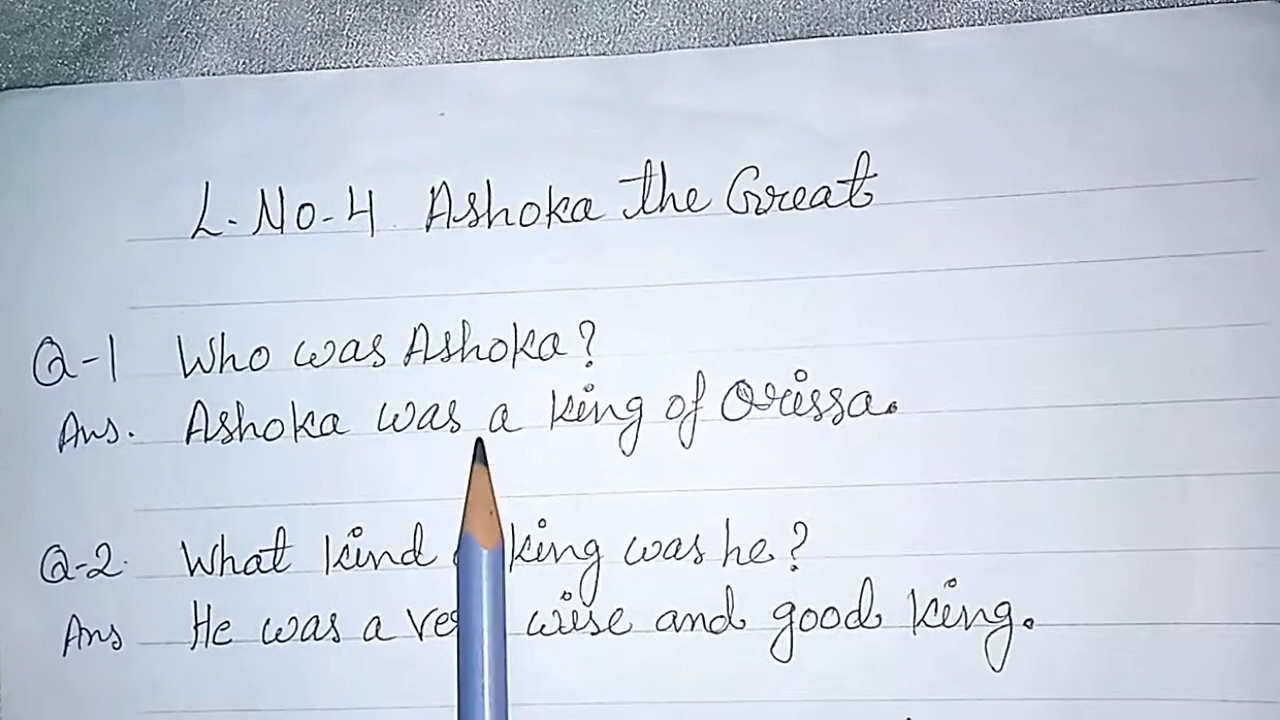 L. No-4. Ashoka the Great
Q-1 Who was Ashoka?
Ans. Ashoka was a king of Orissa.
Q-2. What kind king was he?
Ans He was a wise and good king.